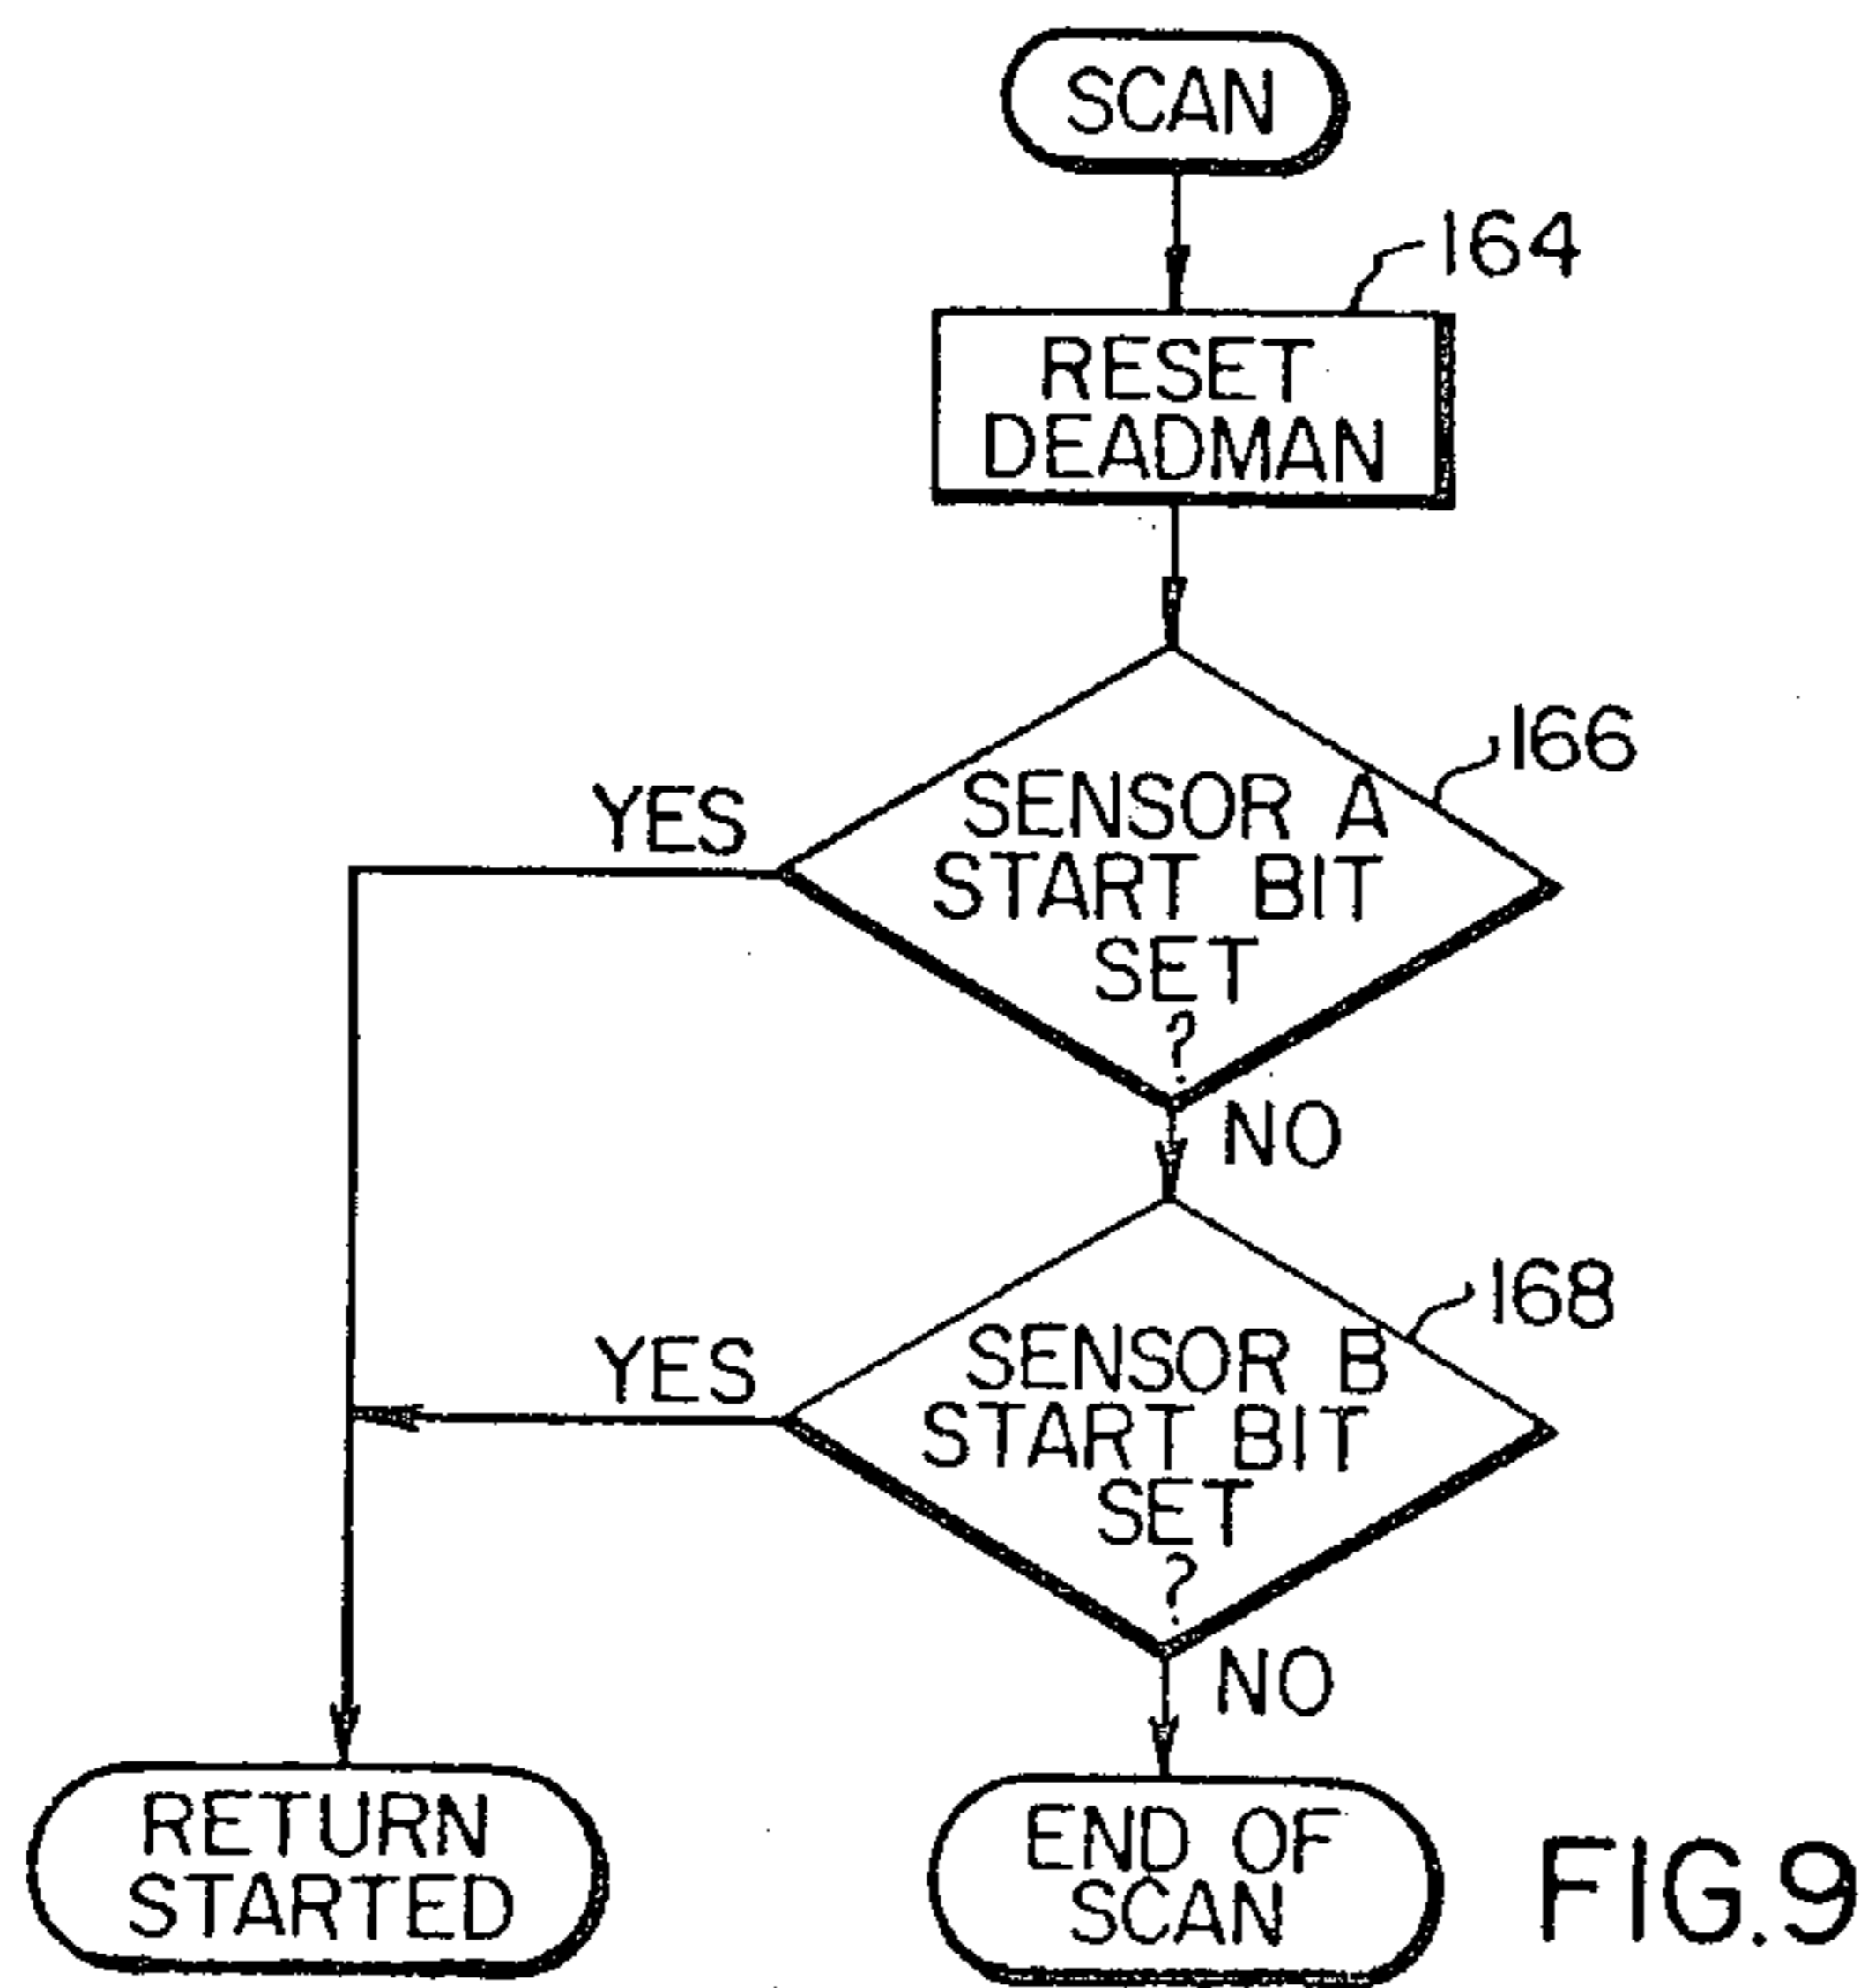 SCAN
164
RESET
DEADMAN
166
YES
SENSOR A
START BIT
SET
?
NO
168
YES
SENSOR B
START BIT
SET
?
NO
RETURN
STARTED
END OF
SCAN
FIG.9